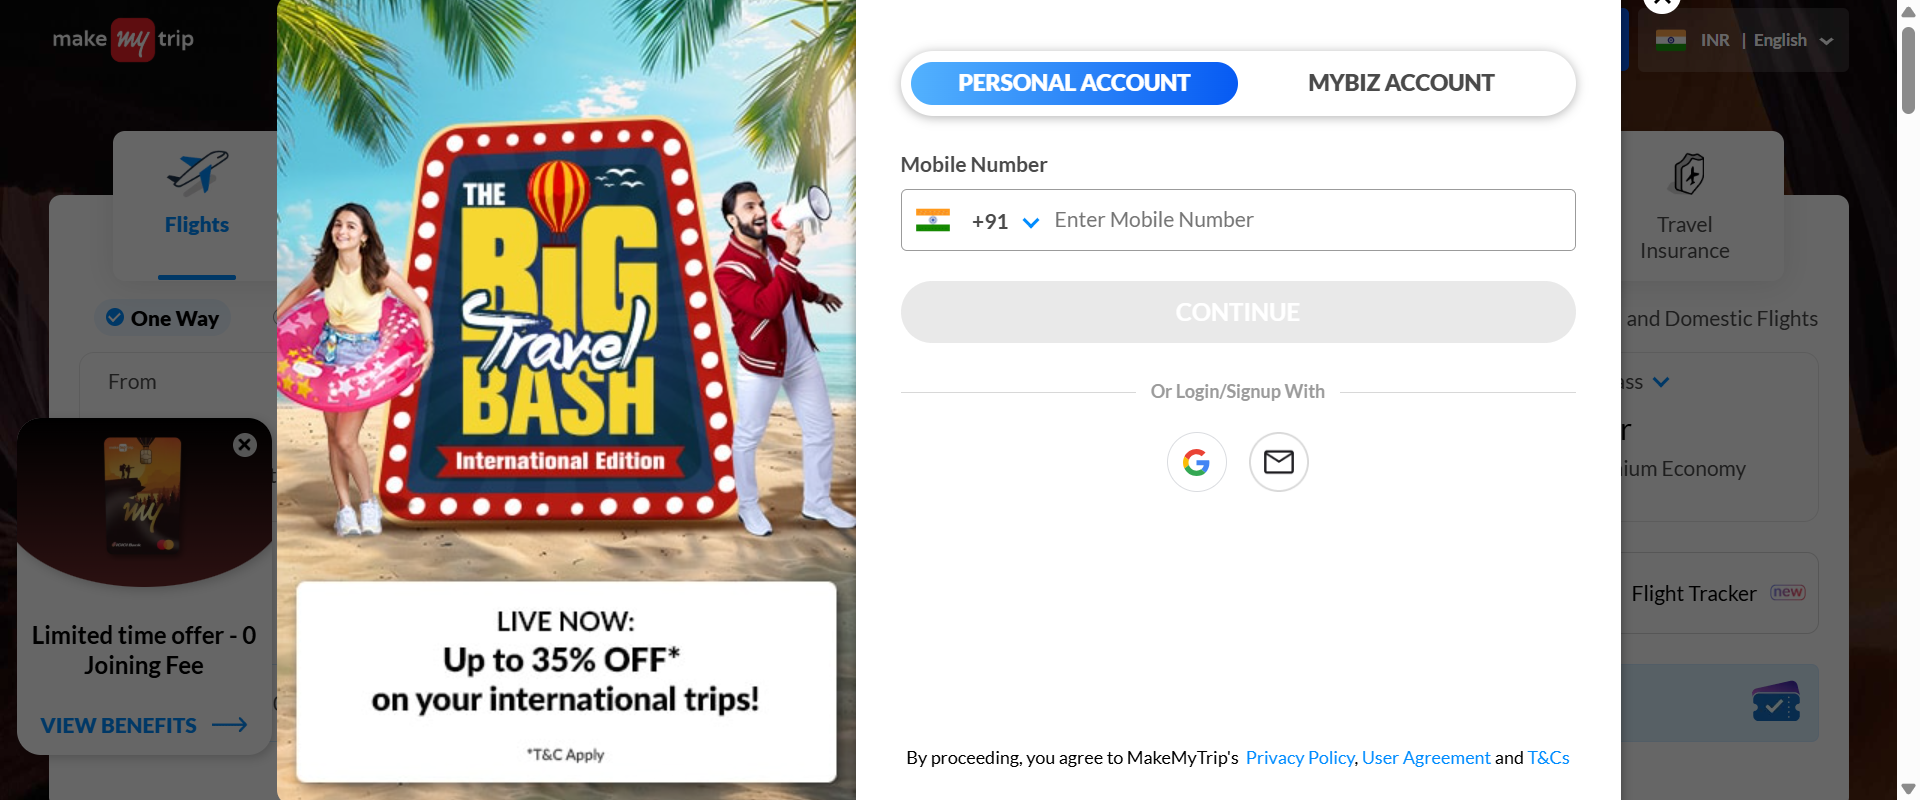 make my trip
INR | English
Flights
One Way
From
my
Limited time offer - 0
Joining Fee
VIEW BENEFITS
THE
BiG
Travel
BASH
International Edition
LIVE NOW:
Up to 35% OFF*
on your international trips!
*T&C Apply
PERSONAL ACCOUNT
MYBIZ ACCOUNT
Mobile Number
+91
Enter Mobile Number
CONTINUE
Or Login/Signup With
By proceeding, you agree to MakeMyTrip's Privacy Policy, User Agreement and T&Cs
Travel
Insurance
and Domestic Flights
Economy
Flight Tracker
new